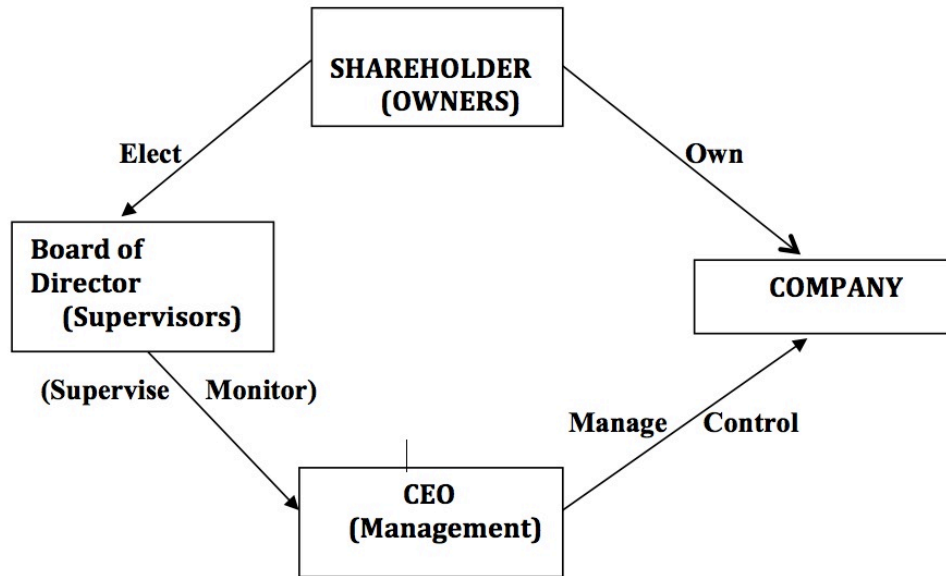 SHAREHOLDER
(OWNERS)
Elect
Own
Board of
Director
(Supervisors)
COMPANY
(Supervise Monitor)
Manage Control
CEO
(Management)